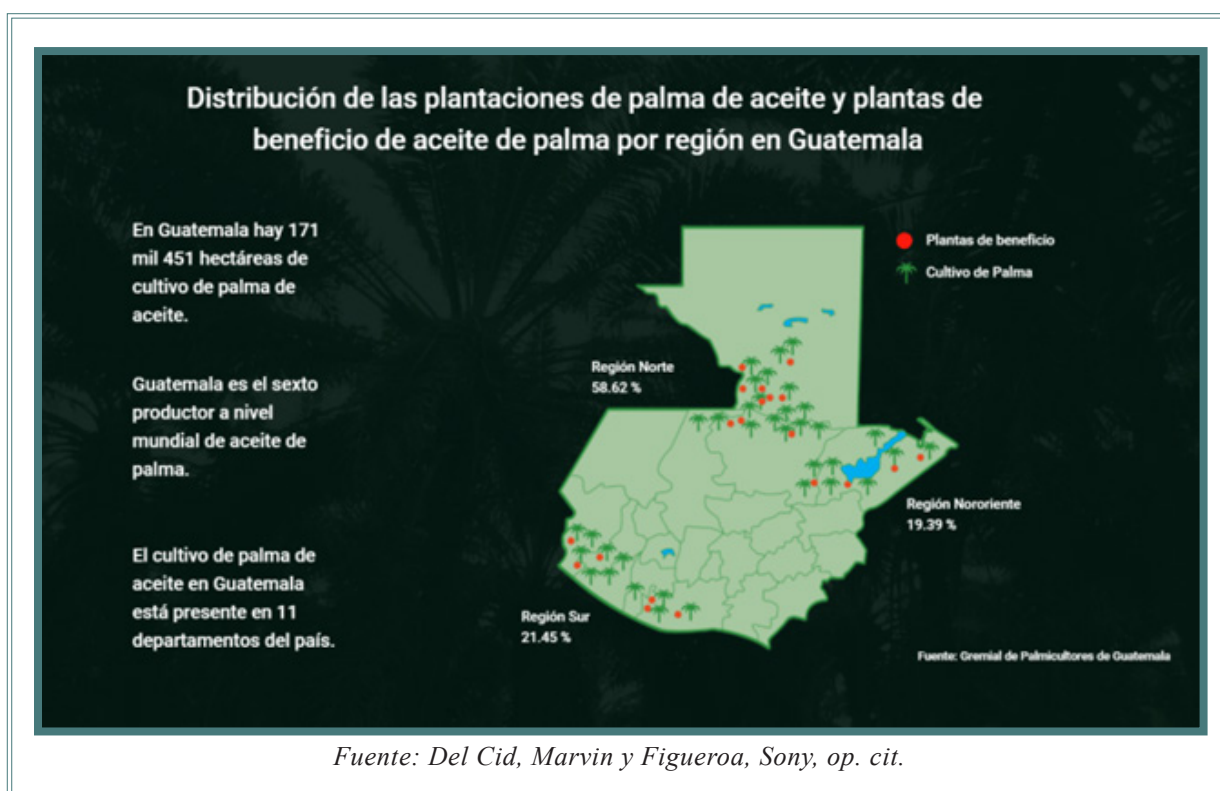 Distribución de las plantaciones de palma de aceite y plantas de
beneficio de aceite de palma por región en Guatemala
En Guatemala hay 171
mil 451 hectáreas de
cultivo de palma de
aceite.
Guatemala es el sexto
productor a nivel
mundial de aceite de
palma.
El cultivo de palma de
aceite en Guatemala
está presente en 11
departamentos del país.
Plantas de beneficio
Cultivo de Palma
Región Norte
58.62 %
Región Nororiente
19.39 %
Región Sur
21.45 %
Fuente: Gremial de Palmicultores de Guatemala
Fuente: Del Cid, Marvin y Figueroa, Sony, op. cit.